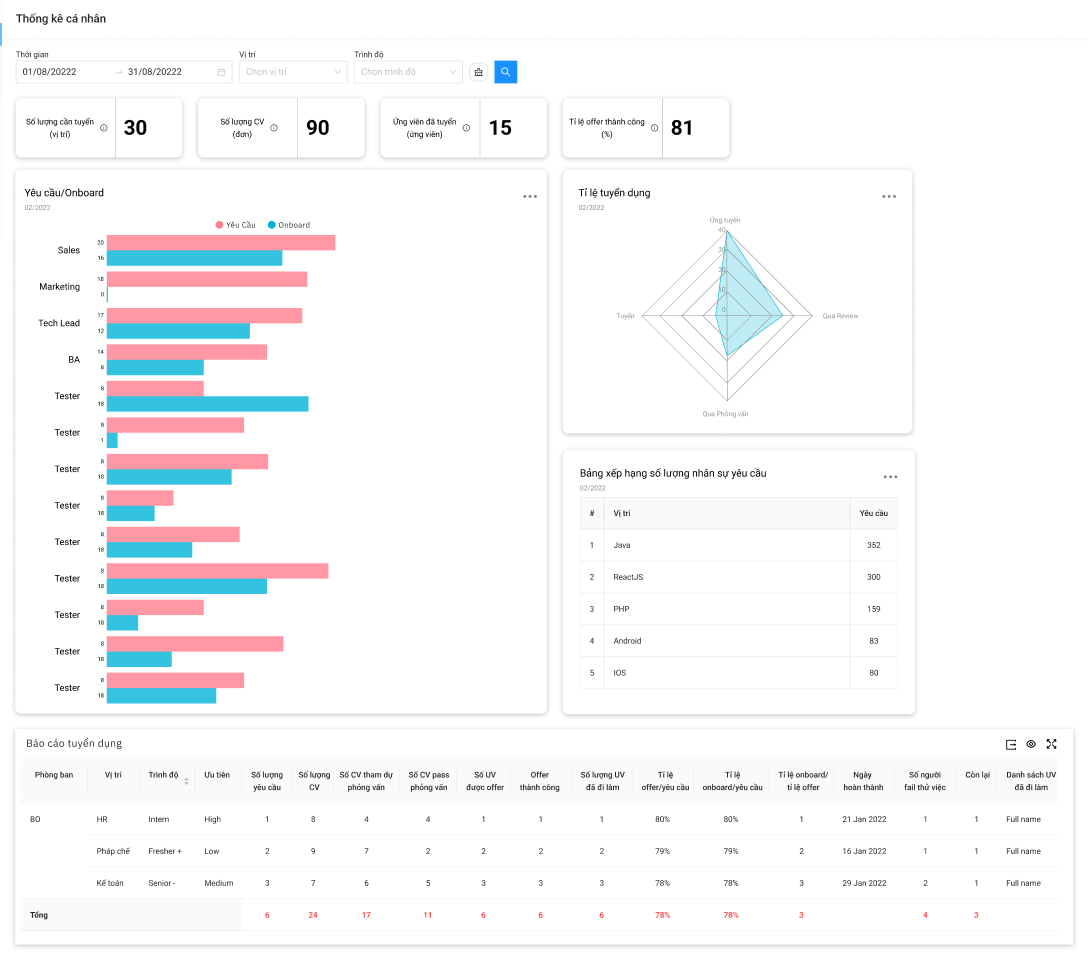 Thống kê cá nhân
Thời gian
Vị trí
Trình độ
01/08/20222
31/08/20222
Chọn vị trí
Chọn trình độ
Số lượng cần tuyển
(vị trí)
30
Số lượng CV
(đơn)
90
Ứng viên đã tuyển
(ứng viên)
15
Tỉ lệ offer thành công
(%)
81
Yêu cầu/Onboard
02/2022
Yêu Cầu
Onboard
Sales
20
16
Marketing
18
0
Tech Lead
17
12
BA
14
8
Tester
9
18
Tester
8
1
Tester
8
18
Tester
8
18
Tester
8
18
Tester
8
18
Tester
8
18
Tester
8
18
Tester
8
18
Tỉ lệ tuyển dụng
02/2022
Ứng tuyển
40
30
20
10
0
Tuyển
Qua Review
Qua Phỏng vấn
Bảng xếp hạng số lượng nhân sự yêu cầu
02/2022
# Vị trí Yêu cầu
1 Java 352
2 ReactJS 300
3 PHP 159
4 Android 83
5 IOS 80
Báo cáo tuyển dụng
Phòng ban
Vị trí
Trình độ
Ưu tiên
Số lượng
yêu cầu
Số lượng
CV
Số CV tham dự
phỏng vấn
Số CV pass
phỏng vấn
Số UV
được offer
Offer
thành công
Số lượng UV
đã đi làm
Tỉ lệ
offer/yêu cầu
Tỉ lệ
onboard/yêu cầu
Tỉ lệ onboard/
tỉ lệ offer
Ngày
hoàn thành
Số người
fail thử việc
Còn lại
Danh sách UV
đã đi làm
BO HR Intern High 1 8 4 4 1 1 1 80% 80% 1 21 Jan 2022 1 1 Full name
Pháp chế Fresher + Low 2 9 7 2 2 2 2 79% 79% 2 16 Jan 2022 1 1 Full name
Kế toán Senior - Medium 3 7 6 5 3 3 3 78% 78% 3 29 Jan 2022 2 1 Full name
Tổng 6 24 17 11 6 6 6 78% 78% 3 4 3